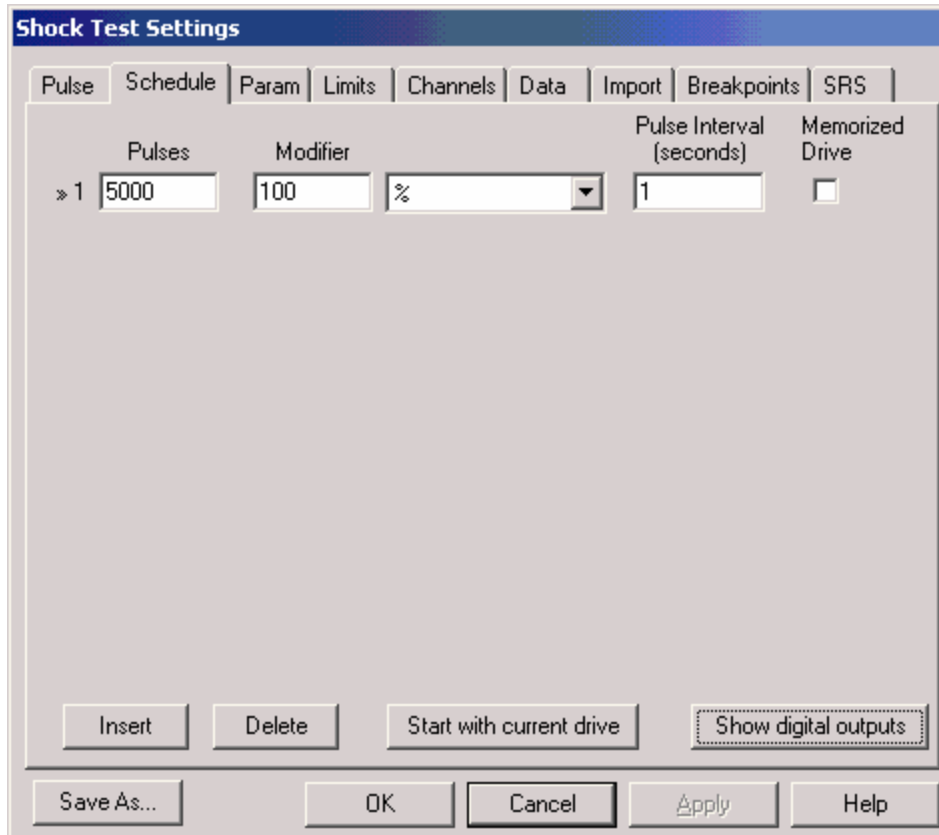 Shock Test Settings
Pulse Schedule Param Limits Channels Data Import Breakpoints SRS
Pulses Modifier Pulse Interval (seconds) Memorized Drive
» 1 5000 100 % 1
Insert Delete Start with current drive Show digital outputs
Save As... OK Cancel Apply Help